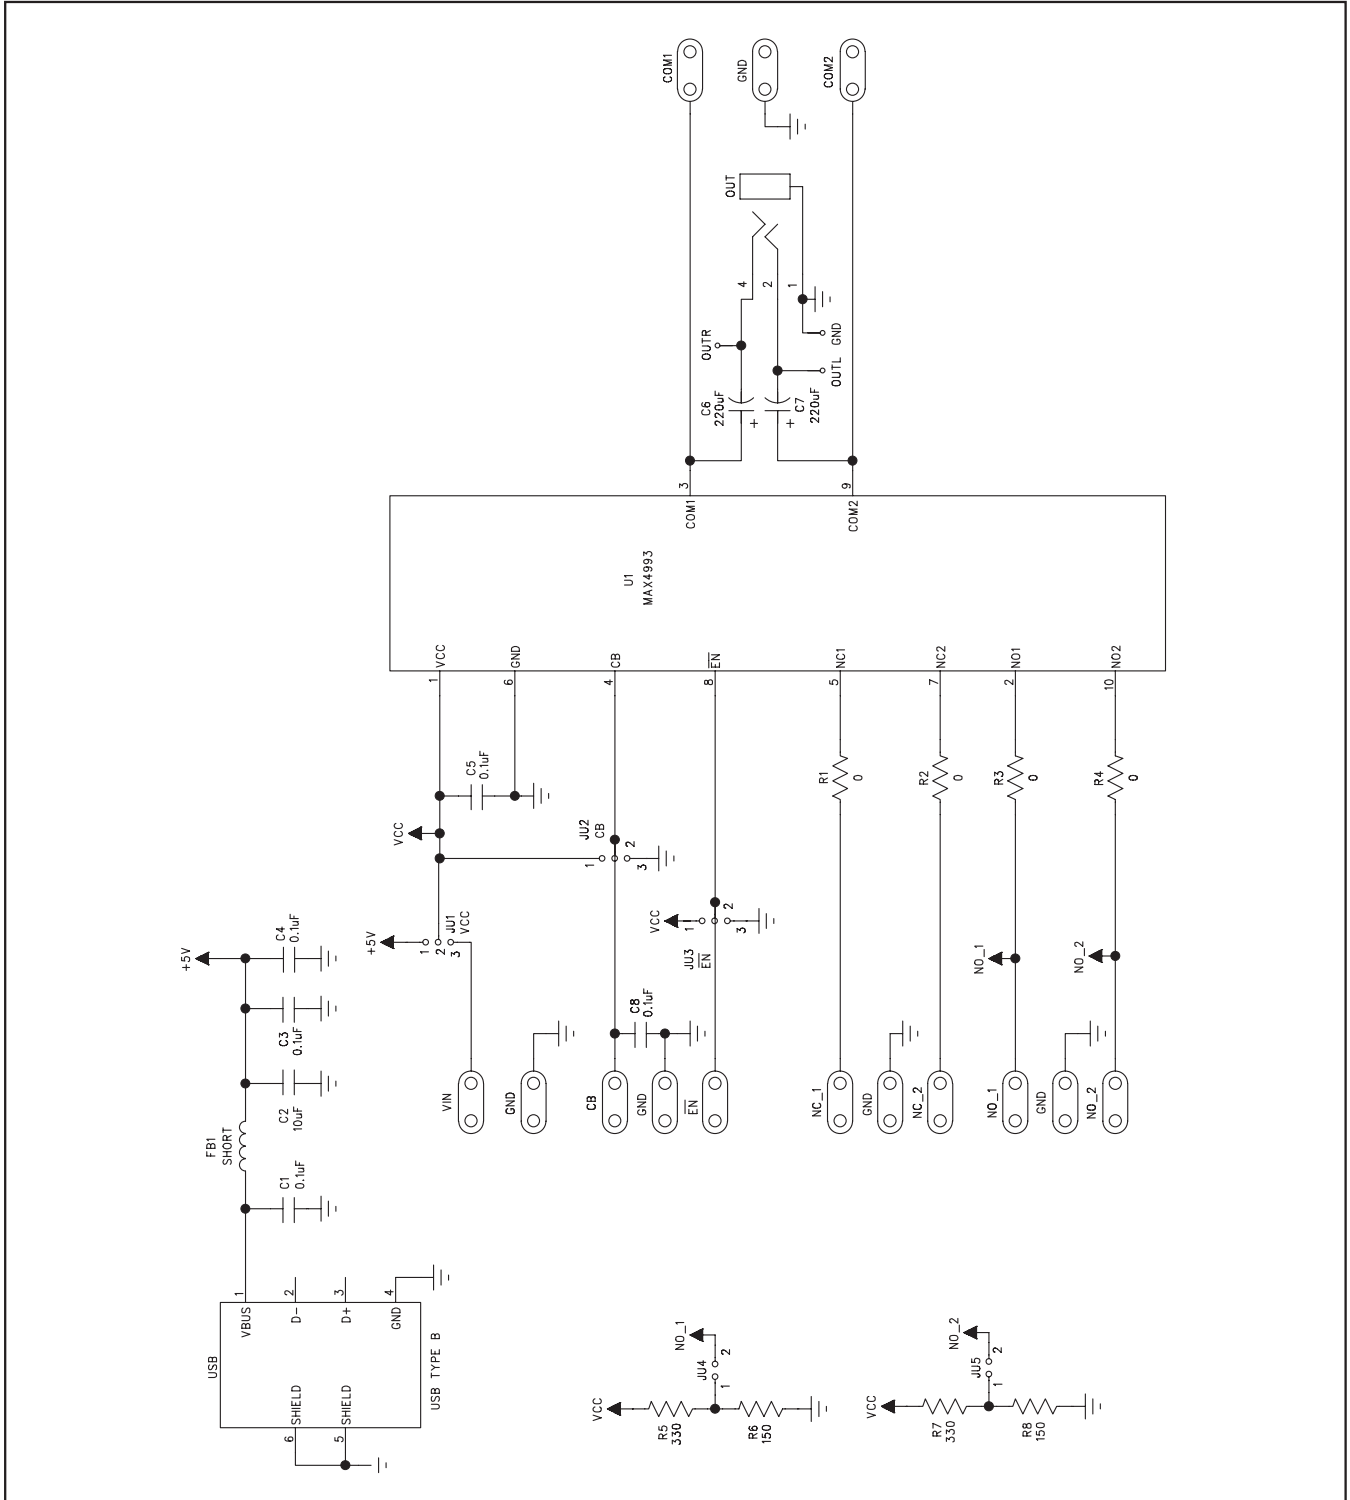 COM1
GND
COM2
OUT
4
2
1
OUTR
GND
OUTL
C6
220uF
+
C7
220uF
+
3
9
COM1
COM2
U1
MAX4993
VCC
GND
CB
EN
NC1
NC2
NO1
NO2
1
6
4
8
5
7
2
10
C5
0.1uF
R1
0
R2
0
R3
0
R4
0
VCC
JU2
CB
1
2
3
+5V
JU1
VCC
1
2
3
VCC
1
2
3
JU3
EN
NO_1
NO_2
C8
0.1uF
VIN
GND
CB
GND
EN
NC_1
GND
NC_2
NO_1
GND
NO_2
+5V
C4
0.1uF
C3
0.1uF
C2
10uF
FB1
SHORT
C1
0.1uF
1
2
3
4
VBUS
D-
D+
GND
USB
USB TYPE B
SHIELD
SHIELD
6
5
NO_1
JU4
2
1
VCC
R5
330
R6
150
NO_2
JU5
2
1
VCC
R7
330
R8
150